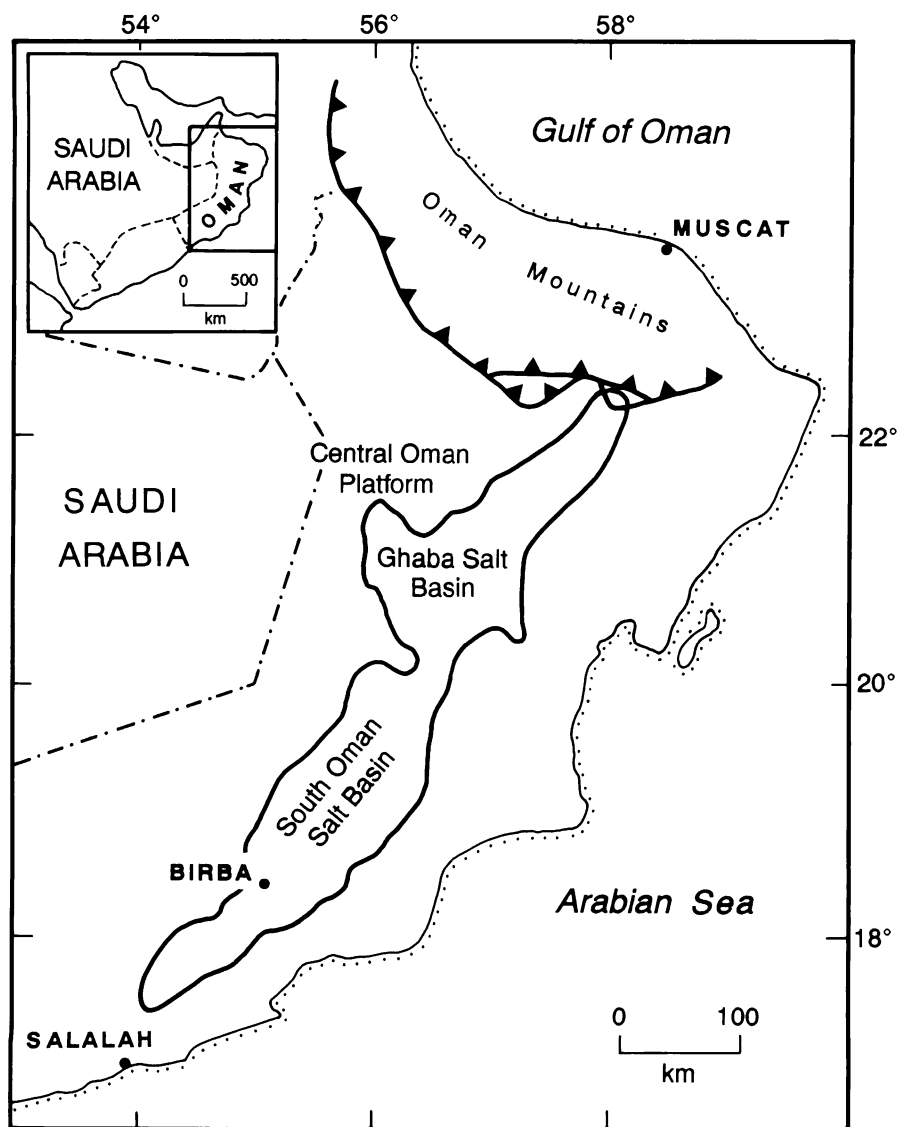 54°
56°
58°
SAUDI
ARABIA
OMAN
0 500
km
Gulf of Oman
Oman
Mountains
MUSCAT
22°
Central Oman
Platform
SAUDI
ARABIA
Ghaba Salt
Basin
20°
South Oman
Salt Basin
BIRBA
Arabian Sea
18°
SALALAH
0 100
km